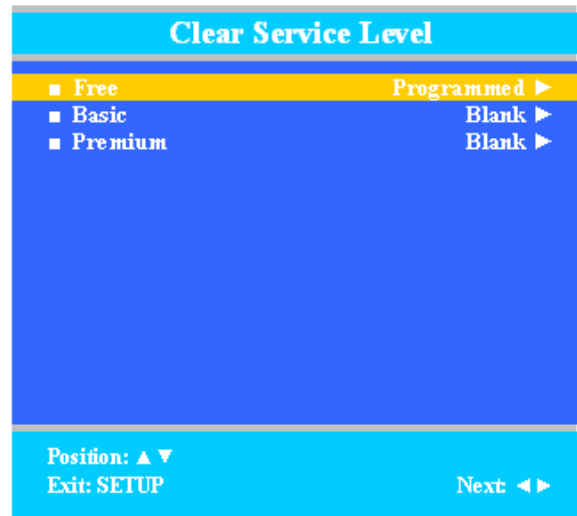 Clear Service Level
■ Free Programmed ▶
■ Basic Blank ▶
■ Premium Blank ▶
Position: ▲ ▼
Exit: SETUP Next: ◀ ▶